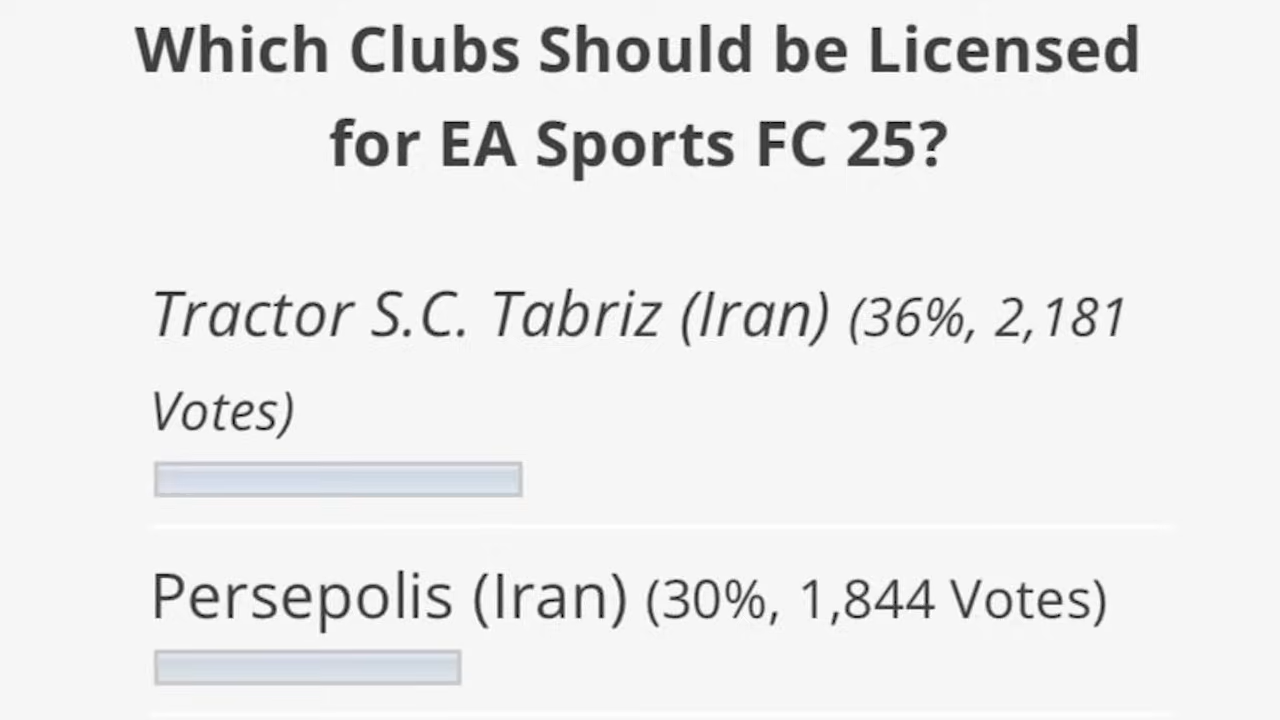 Which Clubs Should be Licensed
for EA Sports FC 25?
Tractor S.C. Tabriz (Iran) (36%, 2,181
Votes)
Persepolis (Iran) (30%, 1,844 Votes)